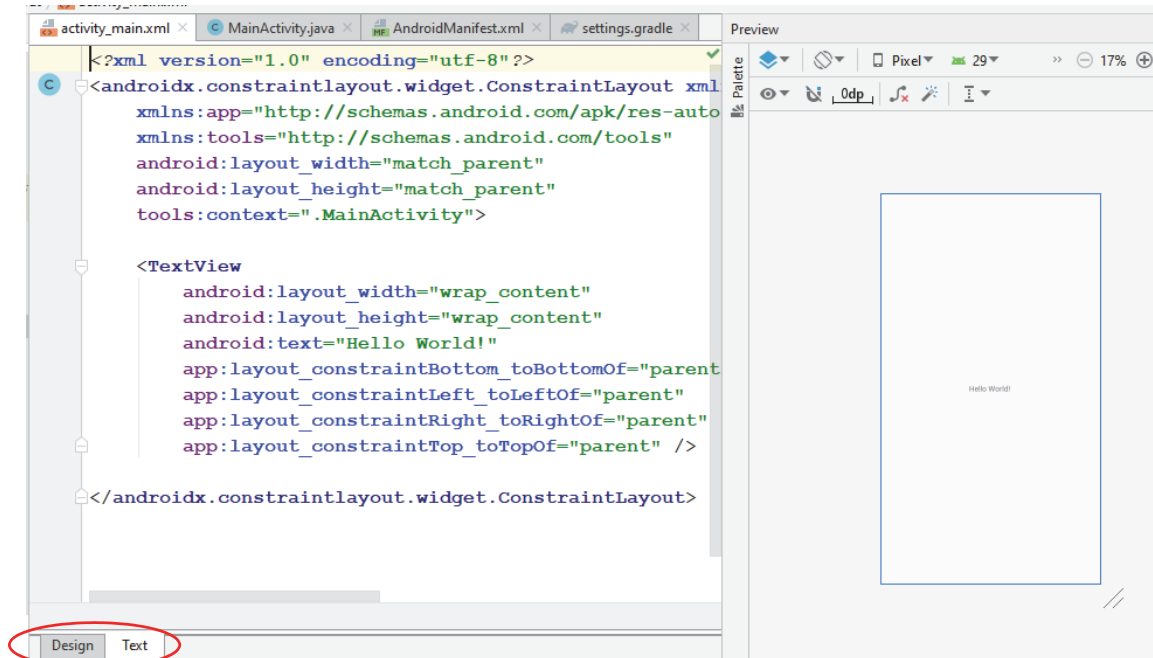 activity_main.xml MainActivity.java AndroidManifest.xml settings.gradle Preview
<?xml version="1.0" encoding="utf-8"?>
<androidx.constraintlayout.widget.ConstraintLayout xml
xmlns:app="http://schemas.android.com/apk/res-auto
xmlns:tools="http://schemas.android.com/tools"
android:layout_width="match_parent"
android:layout_height="match_parent"
tools:context=".MainActivity">
<TextView
android:layout_width="wrap_content"
android:layout_height="wrap_content"
android:text="Hello World!"
app:layout_constraintBottom_toBottomOf="parent
app:layout_constraintLeft_toLeftOf="parent"
app:layout_constraintRight_toRightOf="parent"
app:layout_constraintTop_toTopOf="parent" />
</androidx.constraintlayout.widget.ConstraintLayout>
Design Text
Palette
Pixel 29 17%
0dp
Hello World!